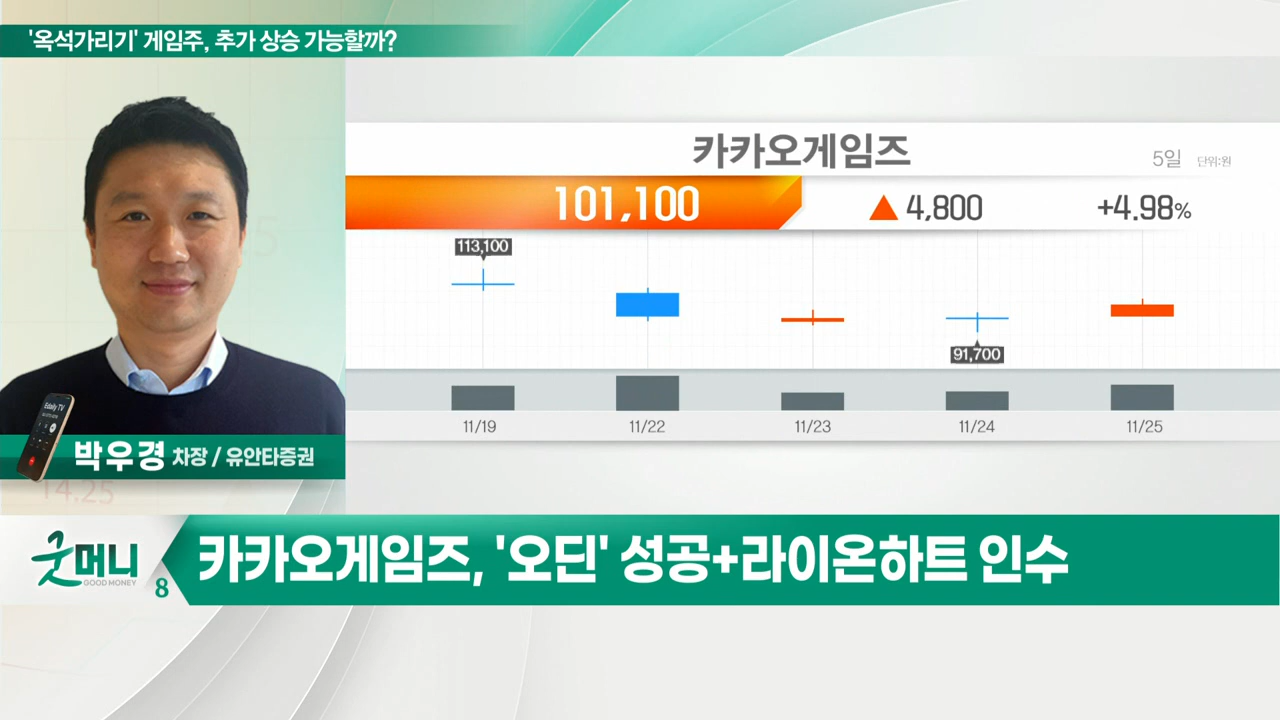 '옥석가리기' 게임주, 추가 상승 가능할까?
카카오게임즈
5일 단위:원
101,100 ▲ 4,800 +4.98%
113,100
91,700
11/19 11/22 11/23 11/24 11/25
Edaily TV
박우경 차장 / 유안타증권
14.25
굿머니
GOOD MONEY
8
카카오게임즈, '오딘' 성공+라이온하트 인수